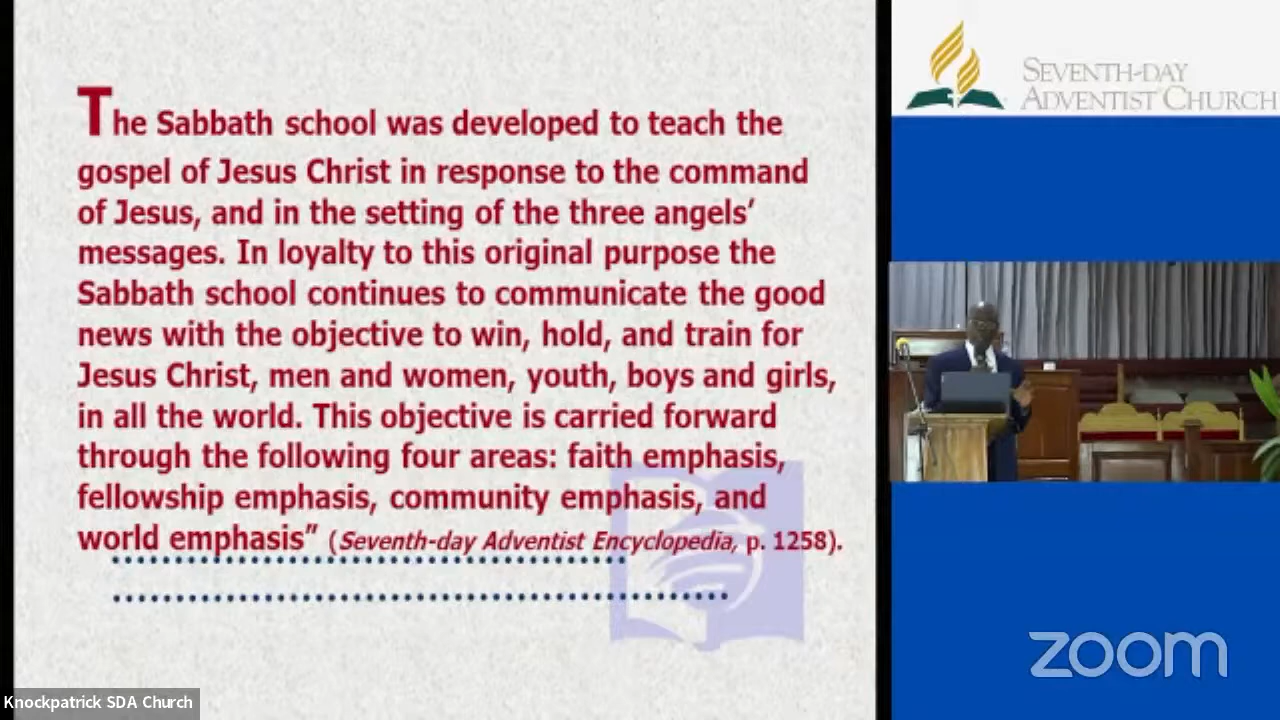 The Sabbath school was developed to teach the
gospel of Jesus Christ in response to the command
of Jesus, and in the setting of the three angels’
messages. In loyalty to this original purpose the
Sabbath school continues to communicate the good
news with the objective to win, hold, and train for
Jesus Christ, men and women, youth, boys and girls,
in all the world. This objective is carried forward
through the following four areas: faith emphasis,
fellowship emphasis, community emphasis, and
world emphasis” (Seventh-day Adventist Encyclopedia, p. 1258).
SEVENTH-DAY
ADVENTIST CHURCH
zoom
Knockpatrick SDA Church